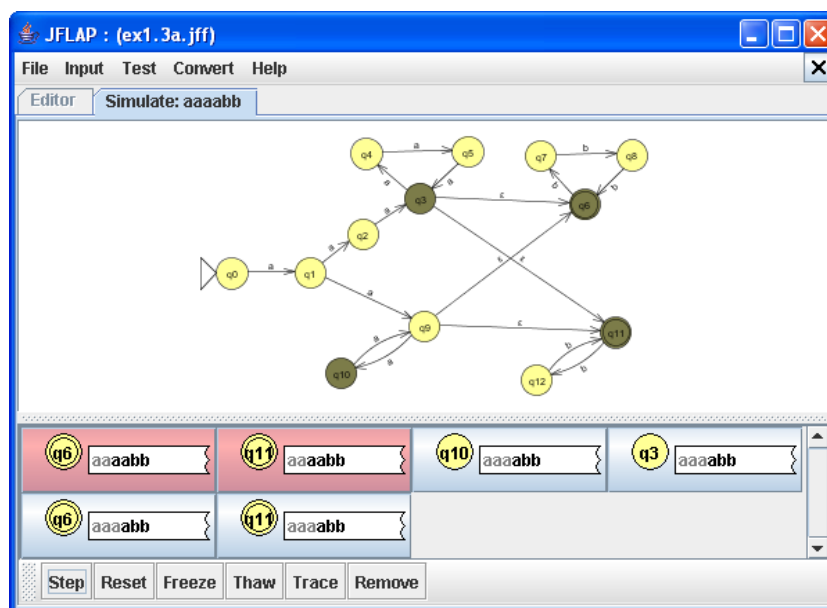 JFLAP : (ex1.3a.jff)
File Input Test Convert Help
Editor Simulate: aaaabb
q4 a q5 q7 b q8
a a b b
q3 ε q6
a
q2
a ε ε
q0 a q1
a
q9 ε q11
a a b b
q10 q12
q6 aaaabb q11 aaaabb q10 aaaabb q3 aaaabb
q6 aaaabb q11 aaaabb
Step Reset Freeze Thaw Trace Remove